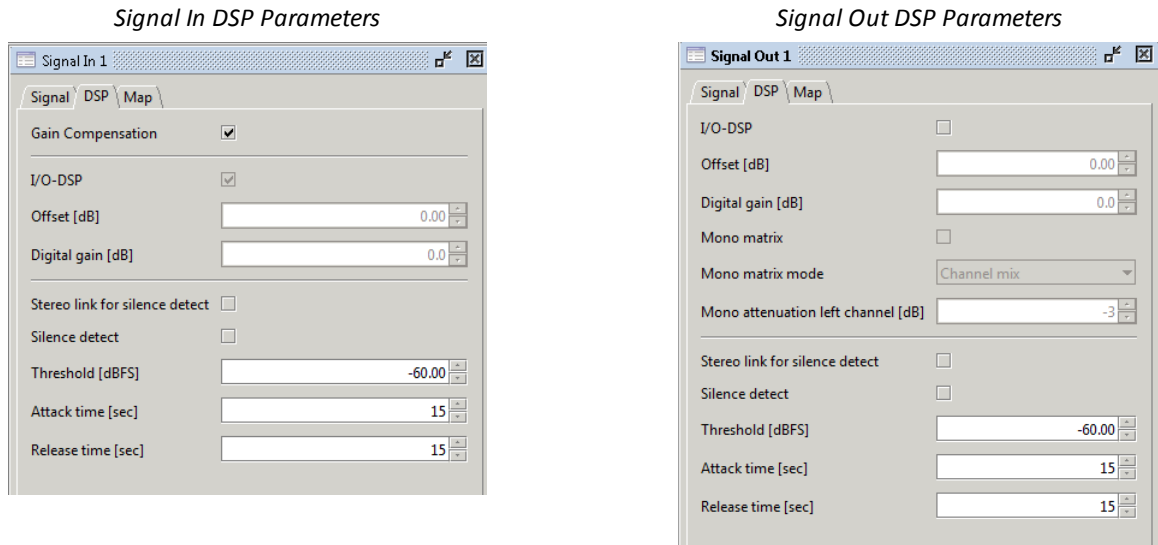 Signal In DSP Parameters
Signal In 1
Signal DSP Map
Gain Compensation
I/O-DSP
Offset [dB] 0.00
Digital gain [dB] 0.0
Stereo link for silence detect
Silence detect
Threshold [dBFS] -60.00
Attack time [sec] 15
Release time [sec] 15
Signal Out DSP Parameters
Signal Out 1
Signal DSP Map
I/O-DSP
Offset [dB] 0.00
Digital gain [dB] 0.0
Mono matrix
Mono matrix mode Channel mix
Mono attenuation left channel [dB] -3
Stereo link for silence detect
Silence detect
Threshold [dBFS] -60.00
Attack time [sec] 15
Release time [sec] 15